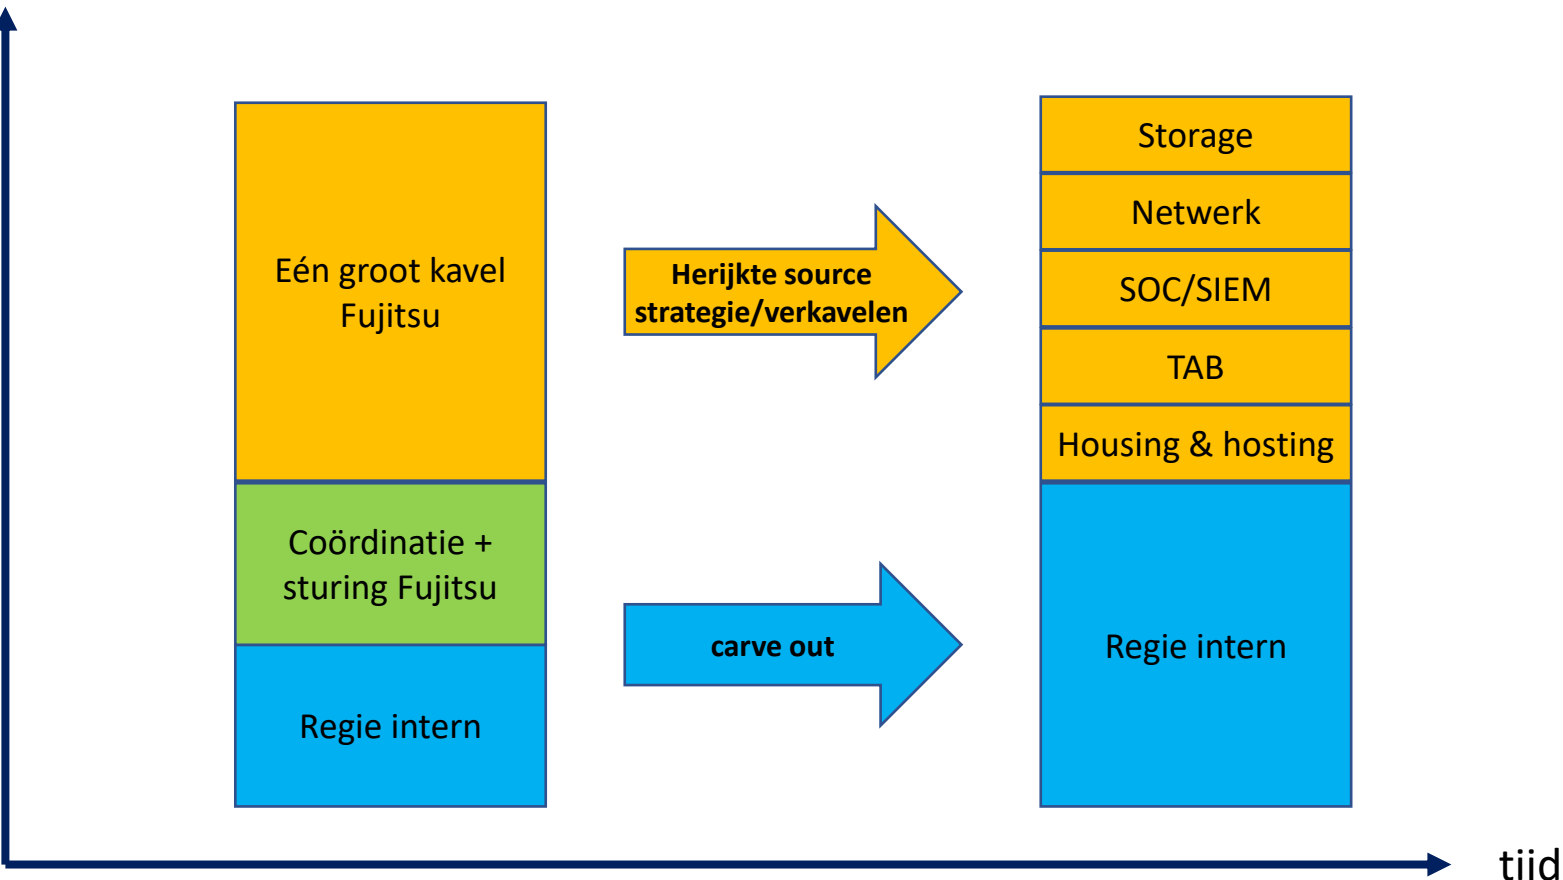 Eén groot kavel
Fujitsu
Coördinatie +
sturing Fujitsu
Regie intern
Herijkte source
strategie/verkavelen
carve out
Storage
Netwerk
SOC/SIEM
TAB
Housing & hosting
Regie intern
tijd